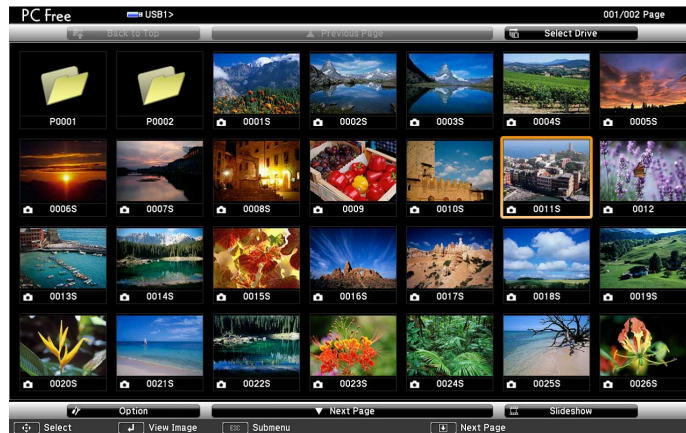 PC Free USB1> 001/002 Page
Back to Top Previous Page Select Drive
P0001 P0002 0001S 0002S 0003S 0004S 0005S
0006S 0007S 0008S 0009 0010S 0011S 0012
0013S 0014S 0015S 0016S 0017S 0018S 0019S
0020S 0021S 0022S 0023S 0024S 0025S 0026S
Option Next Page Slideshow
Select View Image ESC Submenu Next Page